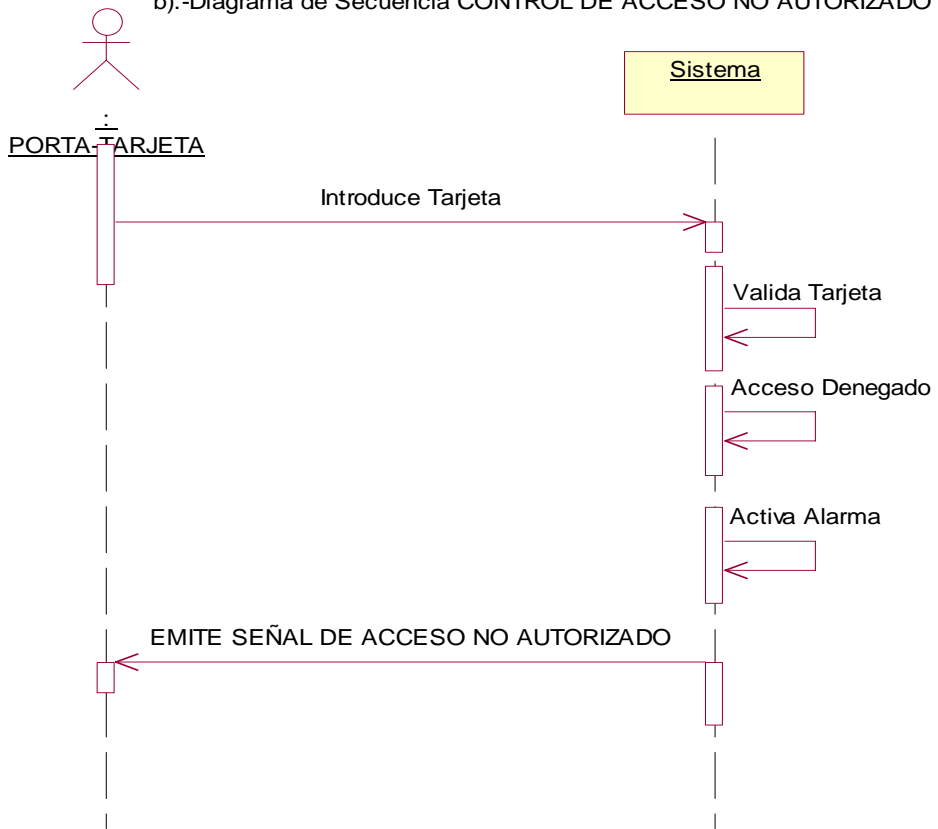 b).-Diagrama de Secuencia CONTROL DE ACCESO NO AUTORIZADO
Sistema
:
PORTA-TARJETA
Introduce Tarjeta
Valida Tarjeta
Acceso Denegado
Activa Alarma
EMITE SEÑAL DE ACCESO NO AUTORIZADO